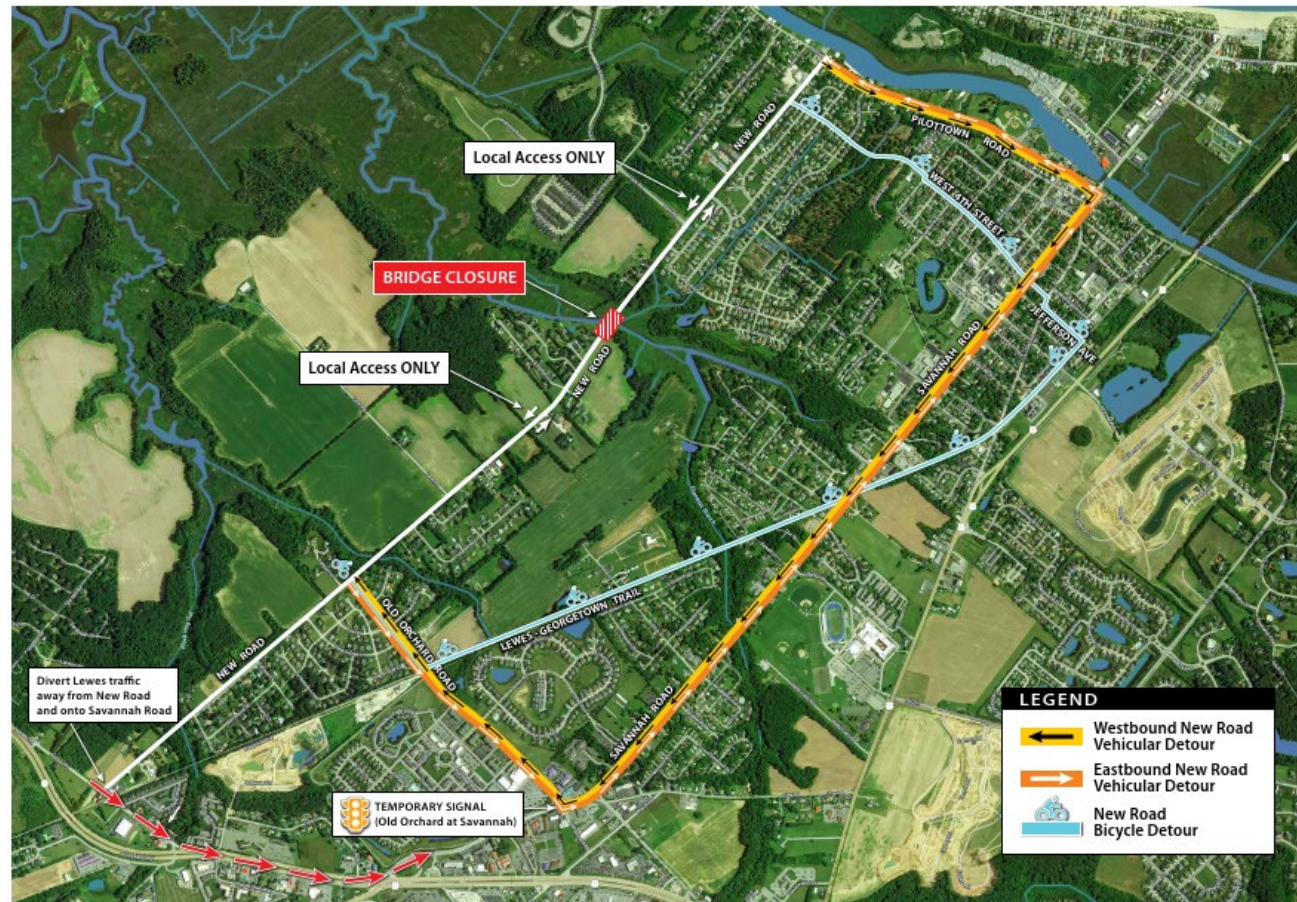 N
Local Access ONLY
NEW ROAD
PILOTTOWN ROAD
WEST 4TH STREET
BRIDGE CLOSURE
JEFFERSON AVE
SAVANNAH ROAD
Local Access ONLY
NEW ROAD
OLD ORCHARD ROAD
LEWES - GEORGETOWN TRAIL
NEW ROAD
Divert Lewes traffic
away from New Road
and onto Savannah Road
SAVANNAH ROAD
TEMPORARY SIGNAL
(Old Orchard at Savannah)
LEGEND
Westbound New Road
Vehicular Detour
Eastbound New Road
Vehicular Detour
New Road
Bicycle Detour